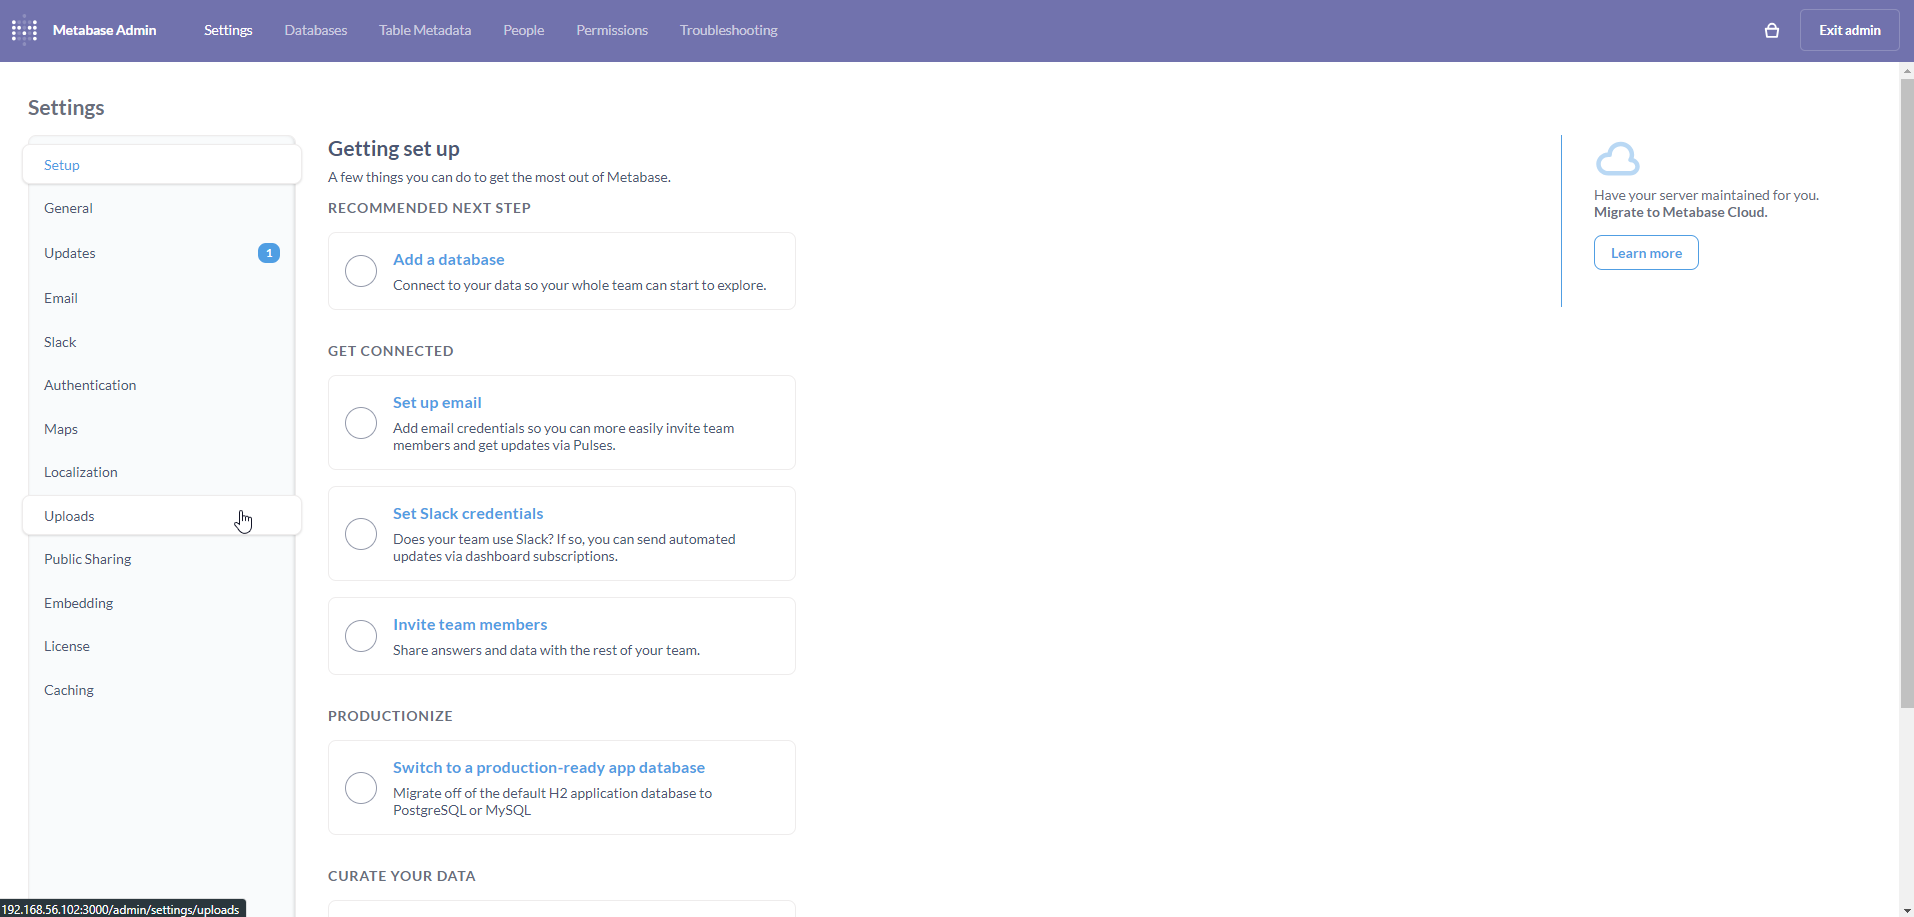 Metabase Admin
Settings
Databases
Table Metadata
People
Permissions
Troubleshooting
Exit admin
Settings
Setup
General
Updates
1
Email
Slack
Authentication
Maps
Localization
Uploads
Public Sharing
Embedding
License
Caching
Getting set up
A few things you can do to get the most out of Metabase.
RECOMMENDED NEXT STEP
Add a database
Connect to your data so your whole team can start to explore.
GET CONNECTED
Set up email
Add email credentials so you can more easily invite team
members and get updates via Pulses.
Set Slack credentials
Does your team use Slack? If so, you can send automated
updates via dashboard subscriptions.
Invite team members
Share answers and data with the rest of your team.
PRODUCTIONIZE
Switch to a production-ready app database
Migrate off of the default H2 application database to
PostgreSQL or MySQL
CURATE YOUR DATA
Have your server maintained for you.
Migrate to Metabase Cloud.
Learn more
192.168.56.102:3000/admin/settings/uploads